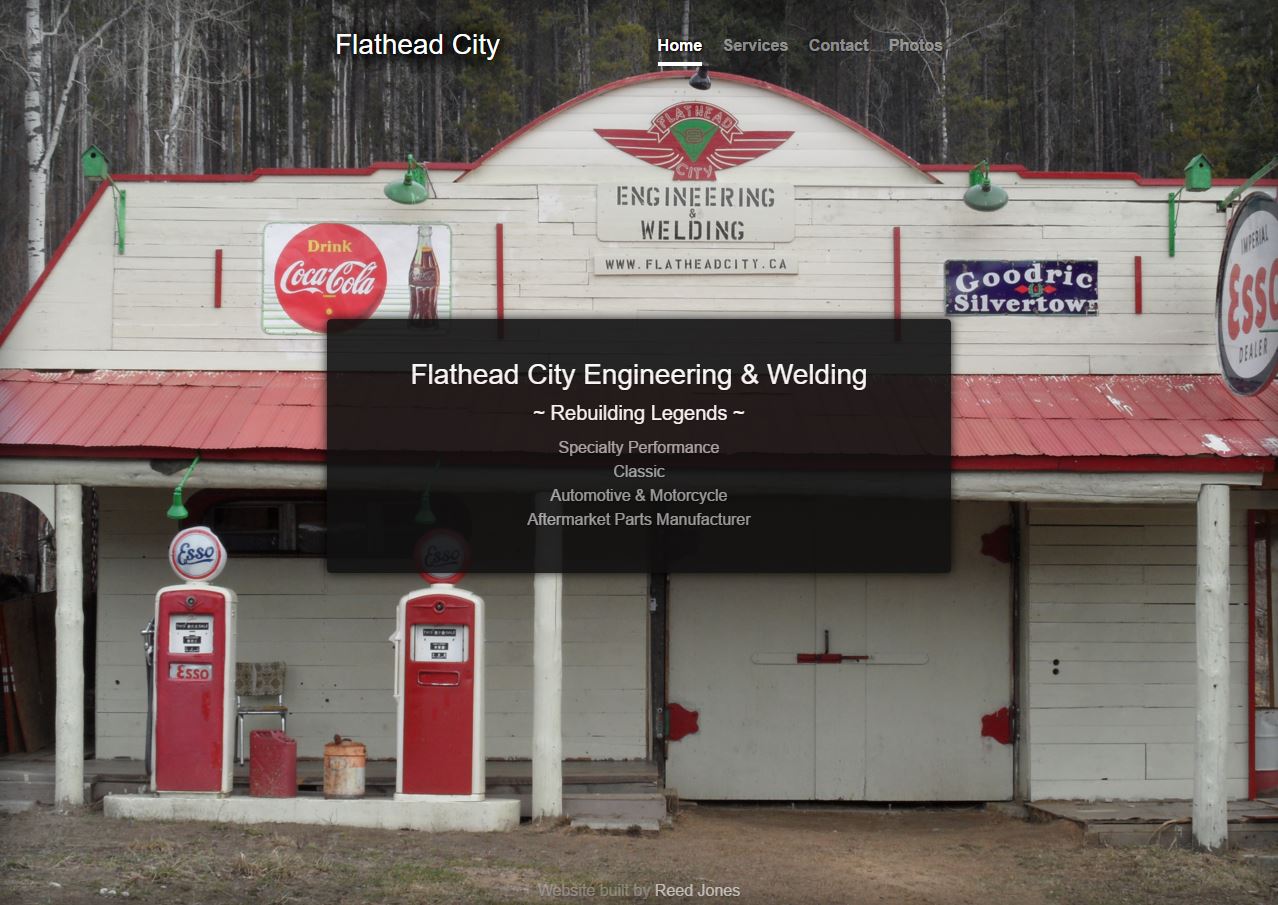 Flathead City
Home Services Contact Photos
FLATHEAD
CITY
ENGINEERING
&
WELDING
WWW.FLATHEADCITY.CA
Drink
Coca-Cola
Goodric
Silvertown
IMPERIAL
ESSO
DEALER
Flathead City Engineering & Welding
~ Rebuilding Legends ~
Specialty Performance
Classic
Automotive & Motorcycle
Aftermarket Parts Manufacturer
Esso
Esso
ESSO
Website built by Reed Jones